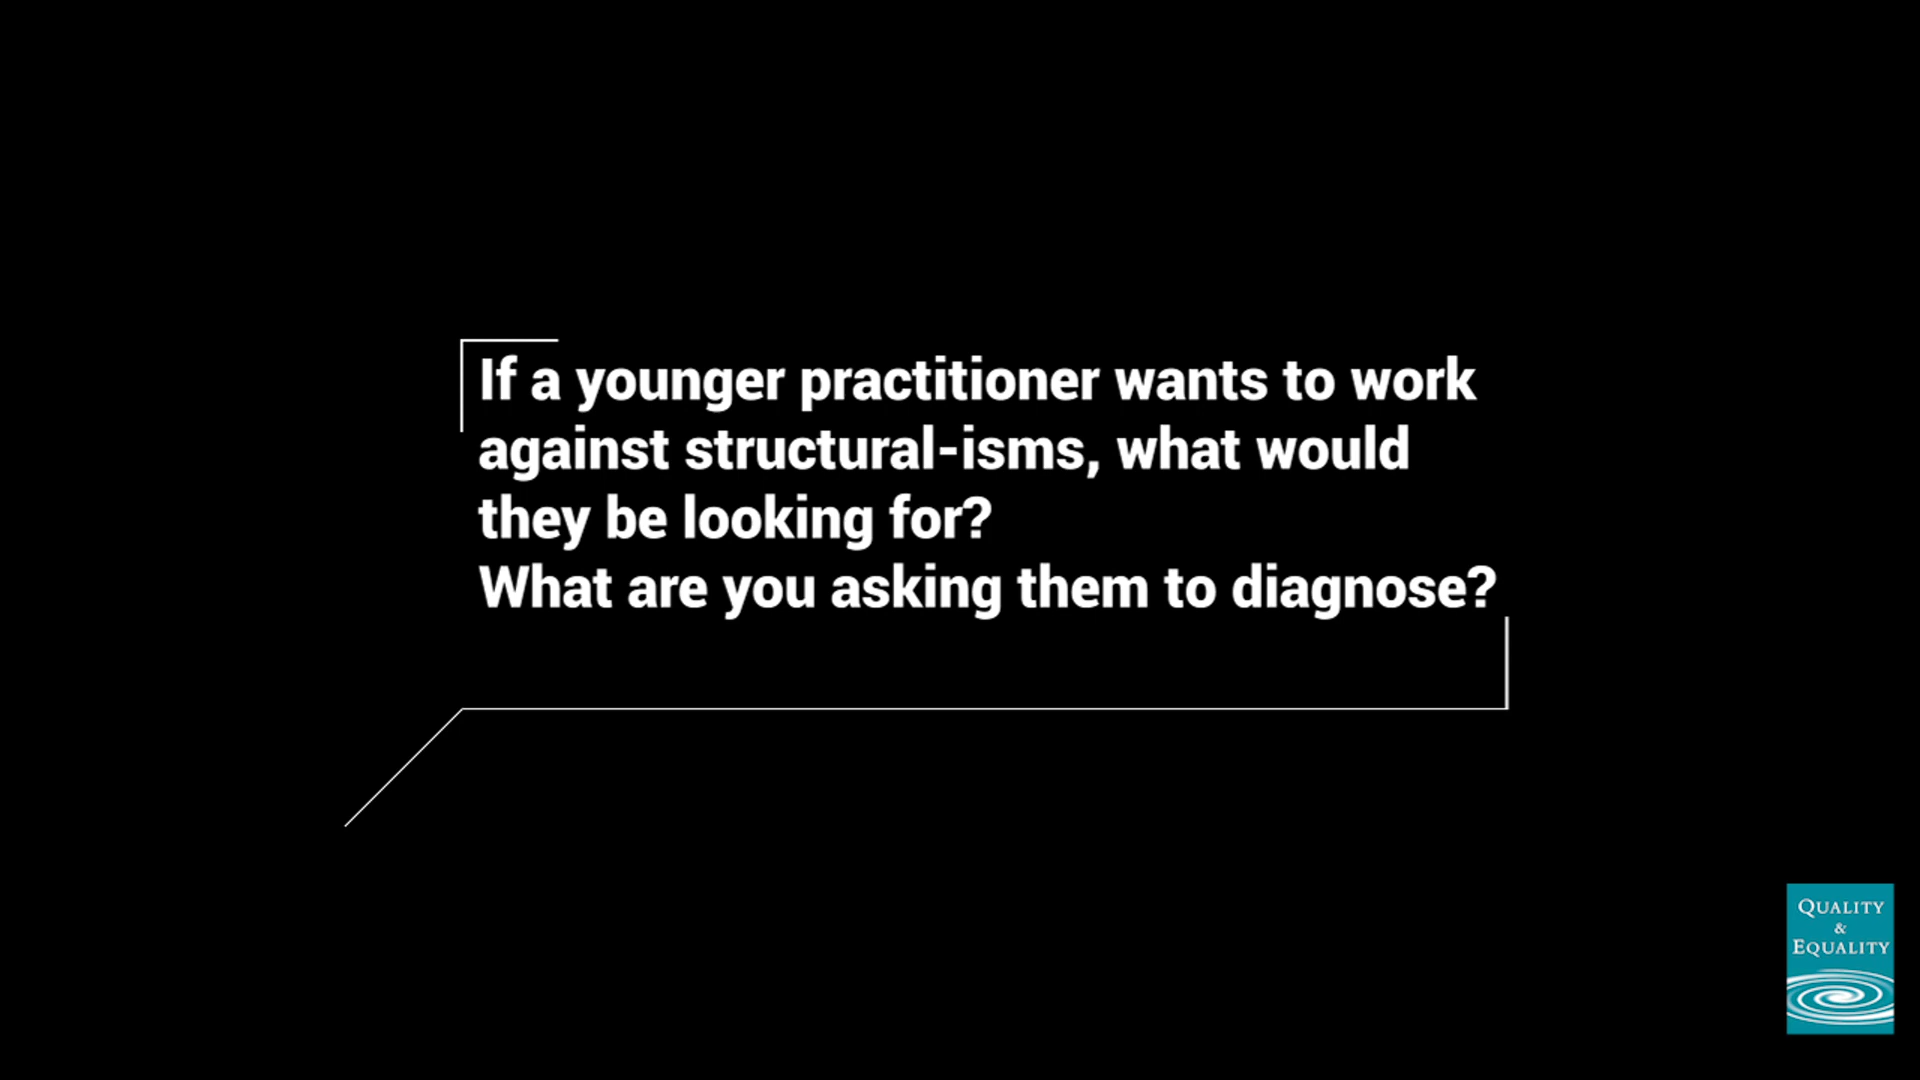 If a younger practitioner wants to work
against structural-isms, what would
they be looking for?
What are you asking them to diagnose?
QUALITY
&
EQUALITY